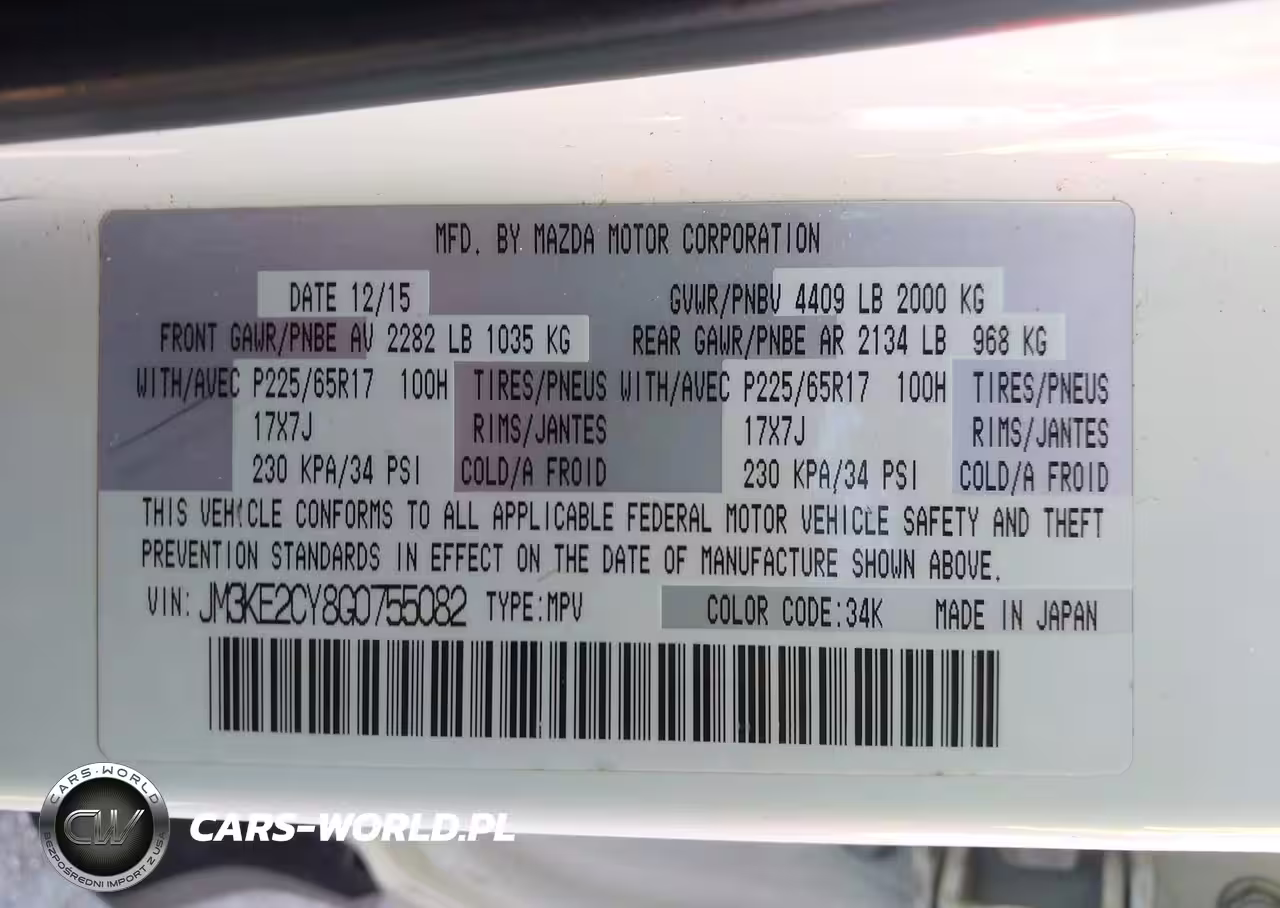 MFD. BY MAZDA MOTOR CORPORATION
DATE 12/15 GVWR/PNBV 4409 LB 2000 KG
FRONT GAWR/PNBE AV 2282 LB 1035 KG REAR GAWR/PNBE AR 2134 LB 968 KG
WITH/AVEC P225/65R17 100H TIRES/PNEUS WITH/AVEC P225/65R17 100H TIRES/PNEUS
17X7J RIMS/JANTES 17X7J RIMS/JANTES
230 KPA/34 PSI COLD/A FROID 230 KPA/34 PSI COLD/A FROID
THIS VEHICLE CONFORMS TO ALL APPLICABLE FEDERAL MOTOR VEHICLE SAFETY AND THEFT
PREVENTION STANDARDS IN EFFECT ON THE DATE OF MANUFACTURE SHOWN ABOVE.
VIN: JM3KE2CY8G0755082 TYPE:MPV COLOR CODE:34K MADE IN JAPAN
CARS-WORLD
CW
BEZPOŚREDNI IMPORT Z USA
CARS-WORLD.PL